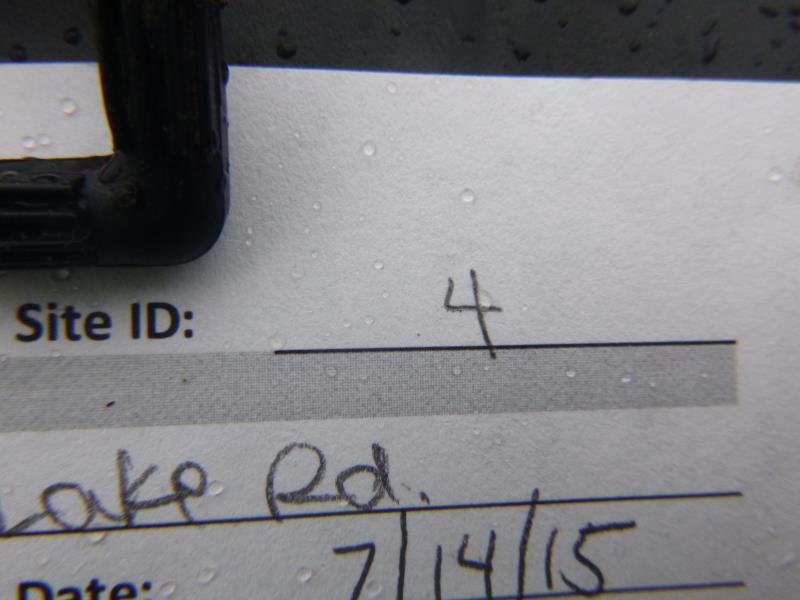 Site ID: 4
Lake Rd.
Date: 7/14/15